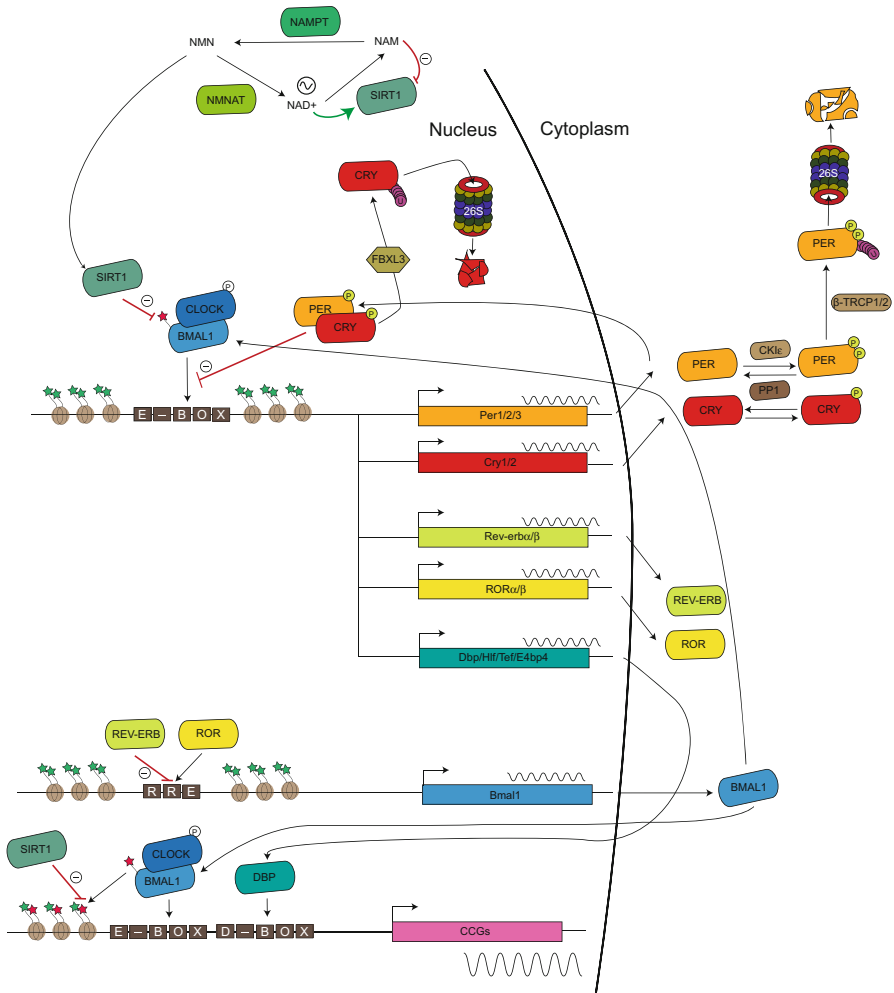 NAMPT
NMN
NAM
NMNAT
NAD+
SIRT1
Nucleus
Cytoplasm
CRY
U
26S
FBXL3
26S
P
P
PER
U
β-TRCP1/2
SIRT1
P
CLOCK
BMAL1
P
PER
P
CRY
PER
CKIε
P
P
PER
PP1
CRY
P
CRY
E – B O X
Per1/2/3
Cry1/2
Rev-erbα/β
RORα/β
REV-ERB
ROR
Dbp/Hlf/Tef/E4bp4
REV-ERB
ROR
R R E
Bmal1
BMAL1
SIRT1
P
CLOCK
BMAL1
DBP
E – B O X D – B O X
CCGs